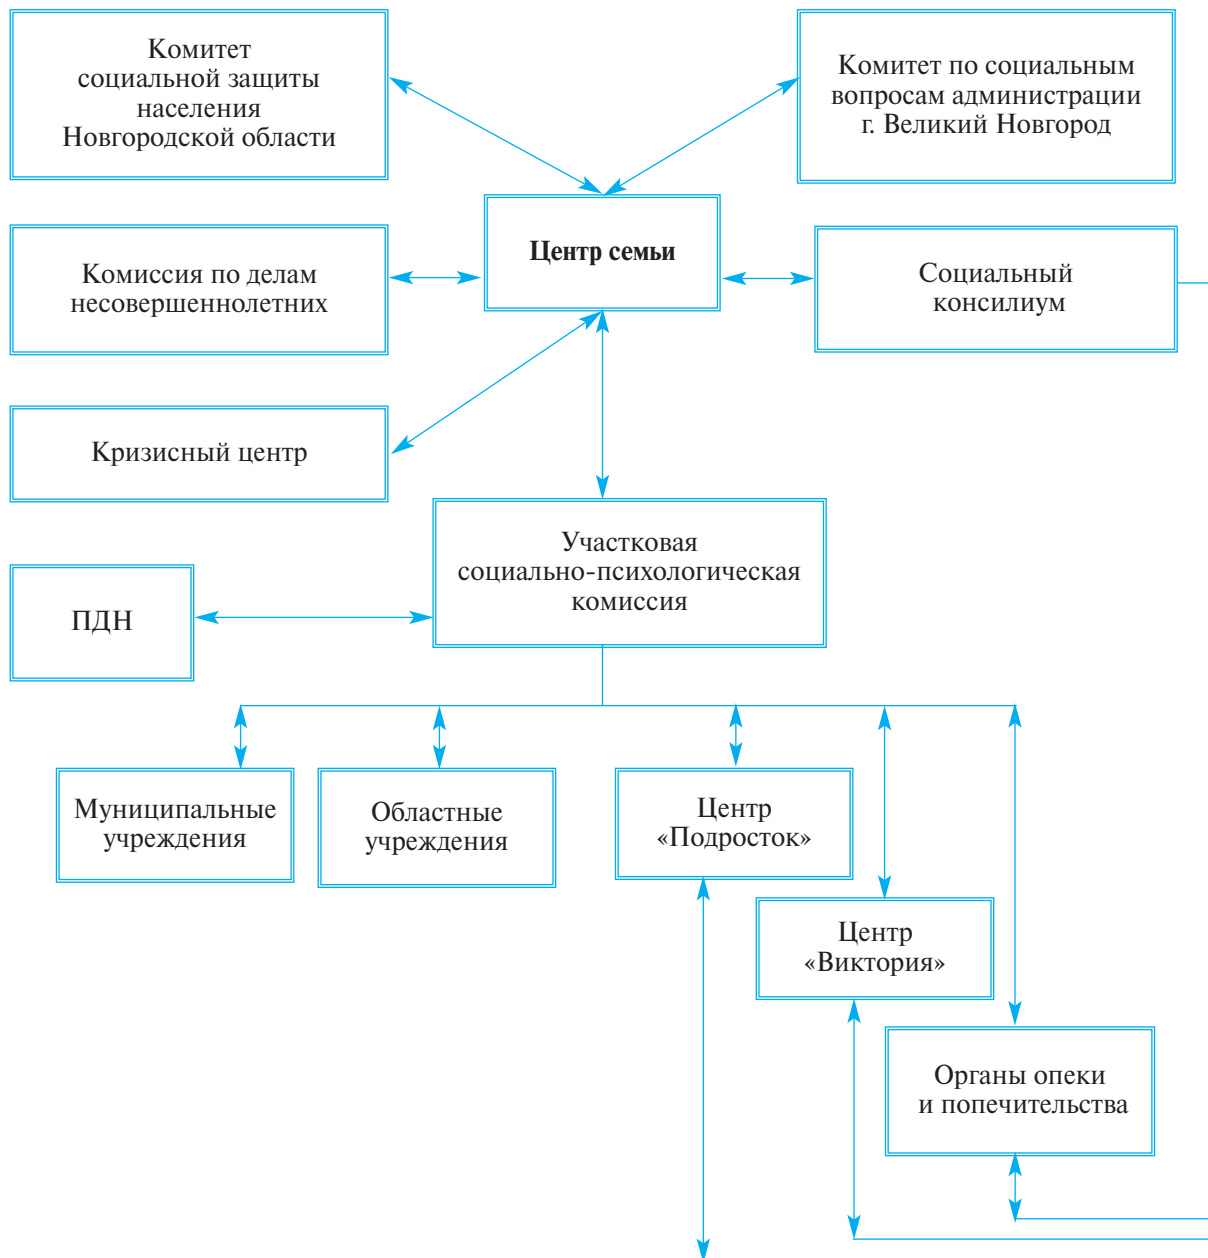 Комитет
социальной защиты
населения
Новгородской области
Комитет по социальным
вопросам администрации
г. Великий Новгород
Центр семьи
Комиссия по делам
несовершеннолетних
Социальный
консилиум
Кризисный центр
Участковая
социально-психологическая
комиссия
ПДН
Муниципальные
учреждения
Областные
учреждения
Центр
«Подросток»
Центр
«Виктория»
Органы опеки
и попечительства